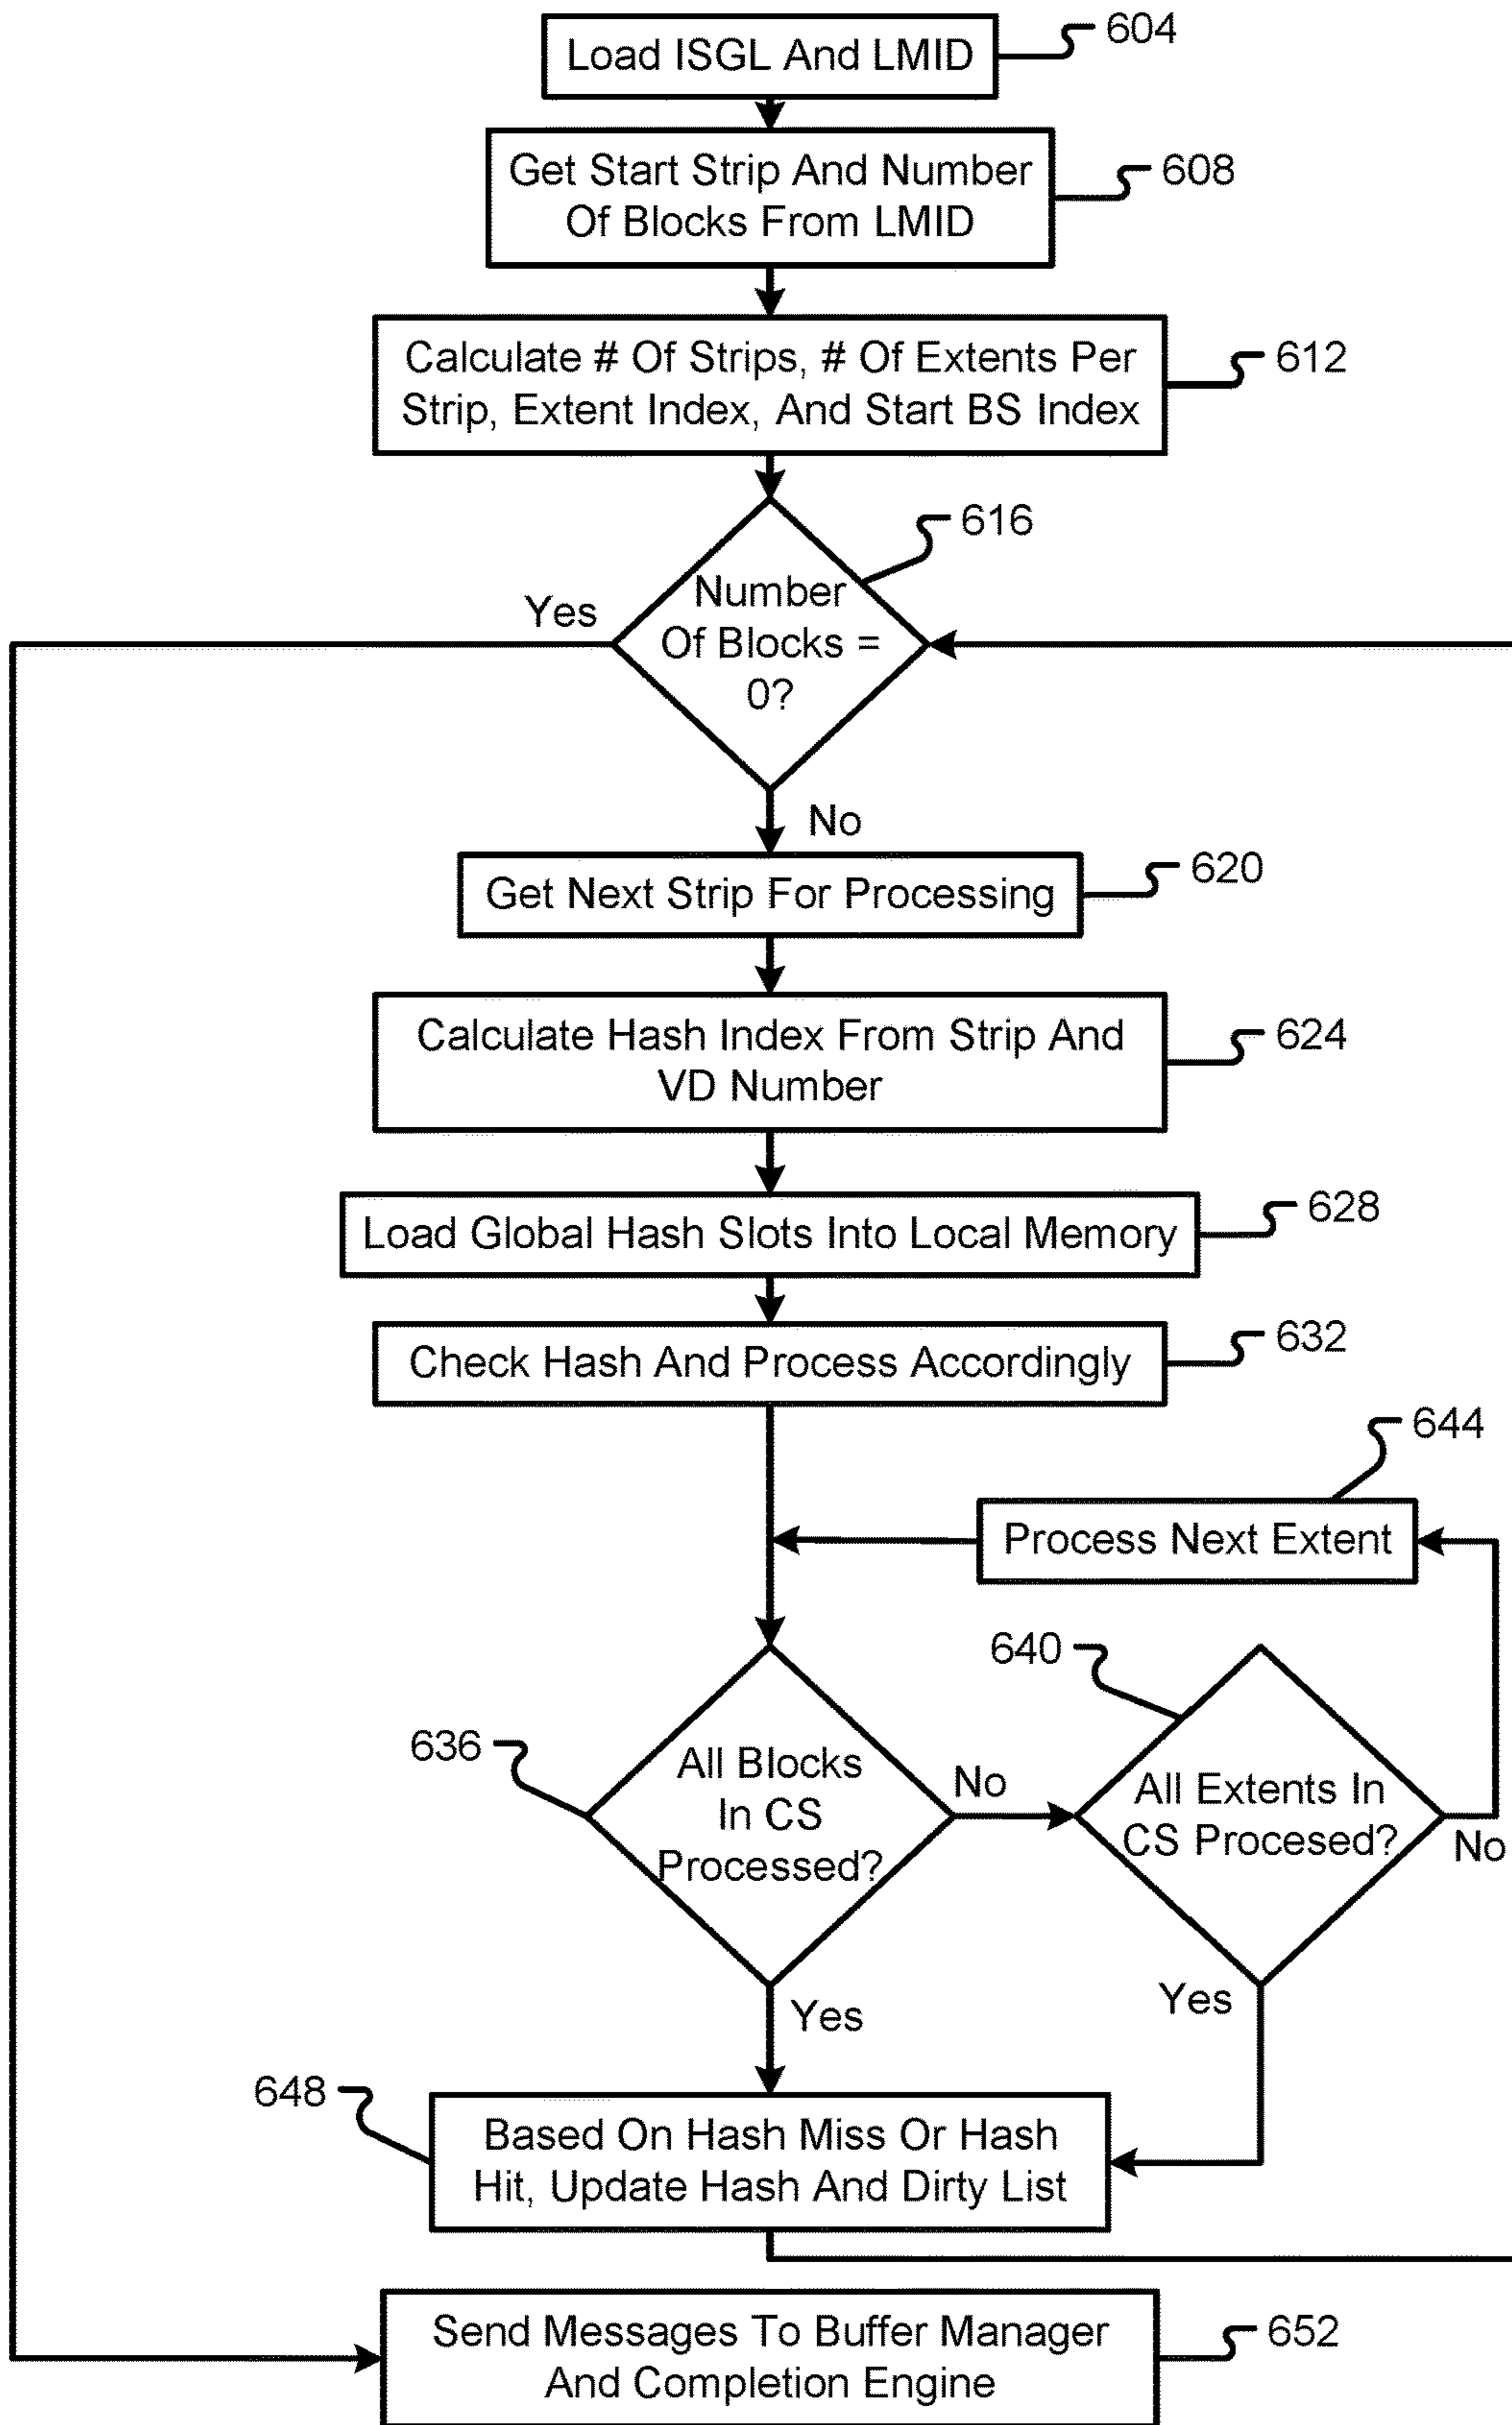 Load ISGL And LMID
604
Get Start Strip And Number
Of Blocks From LMID
608
Calculate # Of Strips, # Of Extents Per
Strip, Extent Index, And Start BS Index
612
616
Number
Of Blocks =
0?
Yes
No
Get Next Strip For Processing
620
Calculate Hash Index From Strip And
VD Number
624
Load Global Hash Slots Into Local Memory
628
Check Hash And Process Accordingly
632
644
Process Next Extent
640
636
All Blocks
In CS
Processed?
No
All Extents In
CS Procesed?
No
Yes
Yes
648
Based On Hash Miss Or Hash
Hit, Update Hash And Dirty List
Send Messages To Buffer Manager
And Completion Engine
652